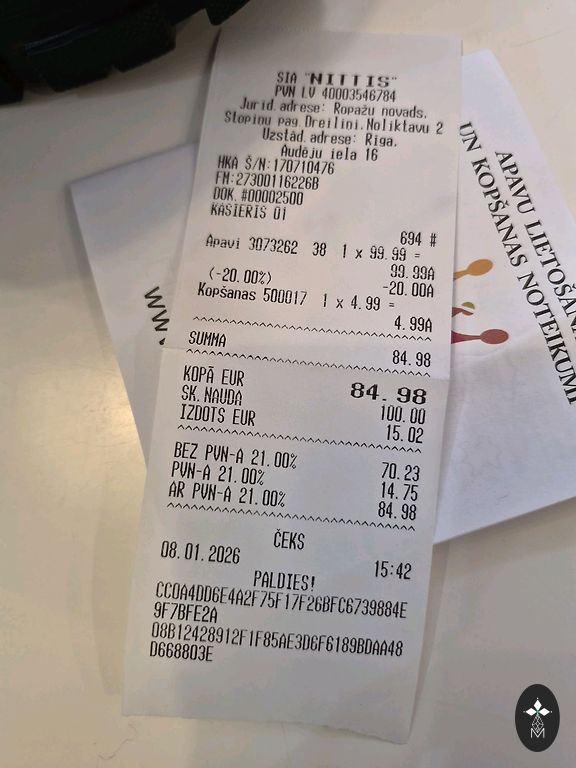 SIA "NITTIS"
PVN LV 40003546784
Jurid.adrese: Ropažu novads,
Stopiņu pag.Dreiliņi,Noliktavu 2
Uzstād.adrese: Rīga,
Audēju iela 16
HKA Š/N:170710476
FM:27300116226B
DOK.#00002500
KASIERIS 01
694 #
Apavi 3073262 38 1 x 99.99 =
99.99A
(-20.00%) -20.00A
Kopšanas 500017 1 x 4.99 =
4.99A
SUMMA 84.98
KOPĀ EUR 84.98
SK.NAUDA 100.00
IZDOTS EUR 15.02
BEZ PVN-A 21.00% 70.23
PVN-A 21.00% 14.75
AR PVN-A 21.00% 84.98
ČEKS
08.01.2026 15:42
PALDIES!
CC0A4DD6E4A2F75F17F26BFC6739884E
9F7BFE2A
08B12428912F1F85AE3D6F6189BDAA48
D668803E
APAVU LIETOŠANAS
UN KOPŠANAS NOTEIKUMI
WWW.
M